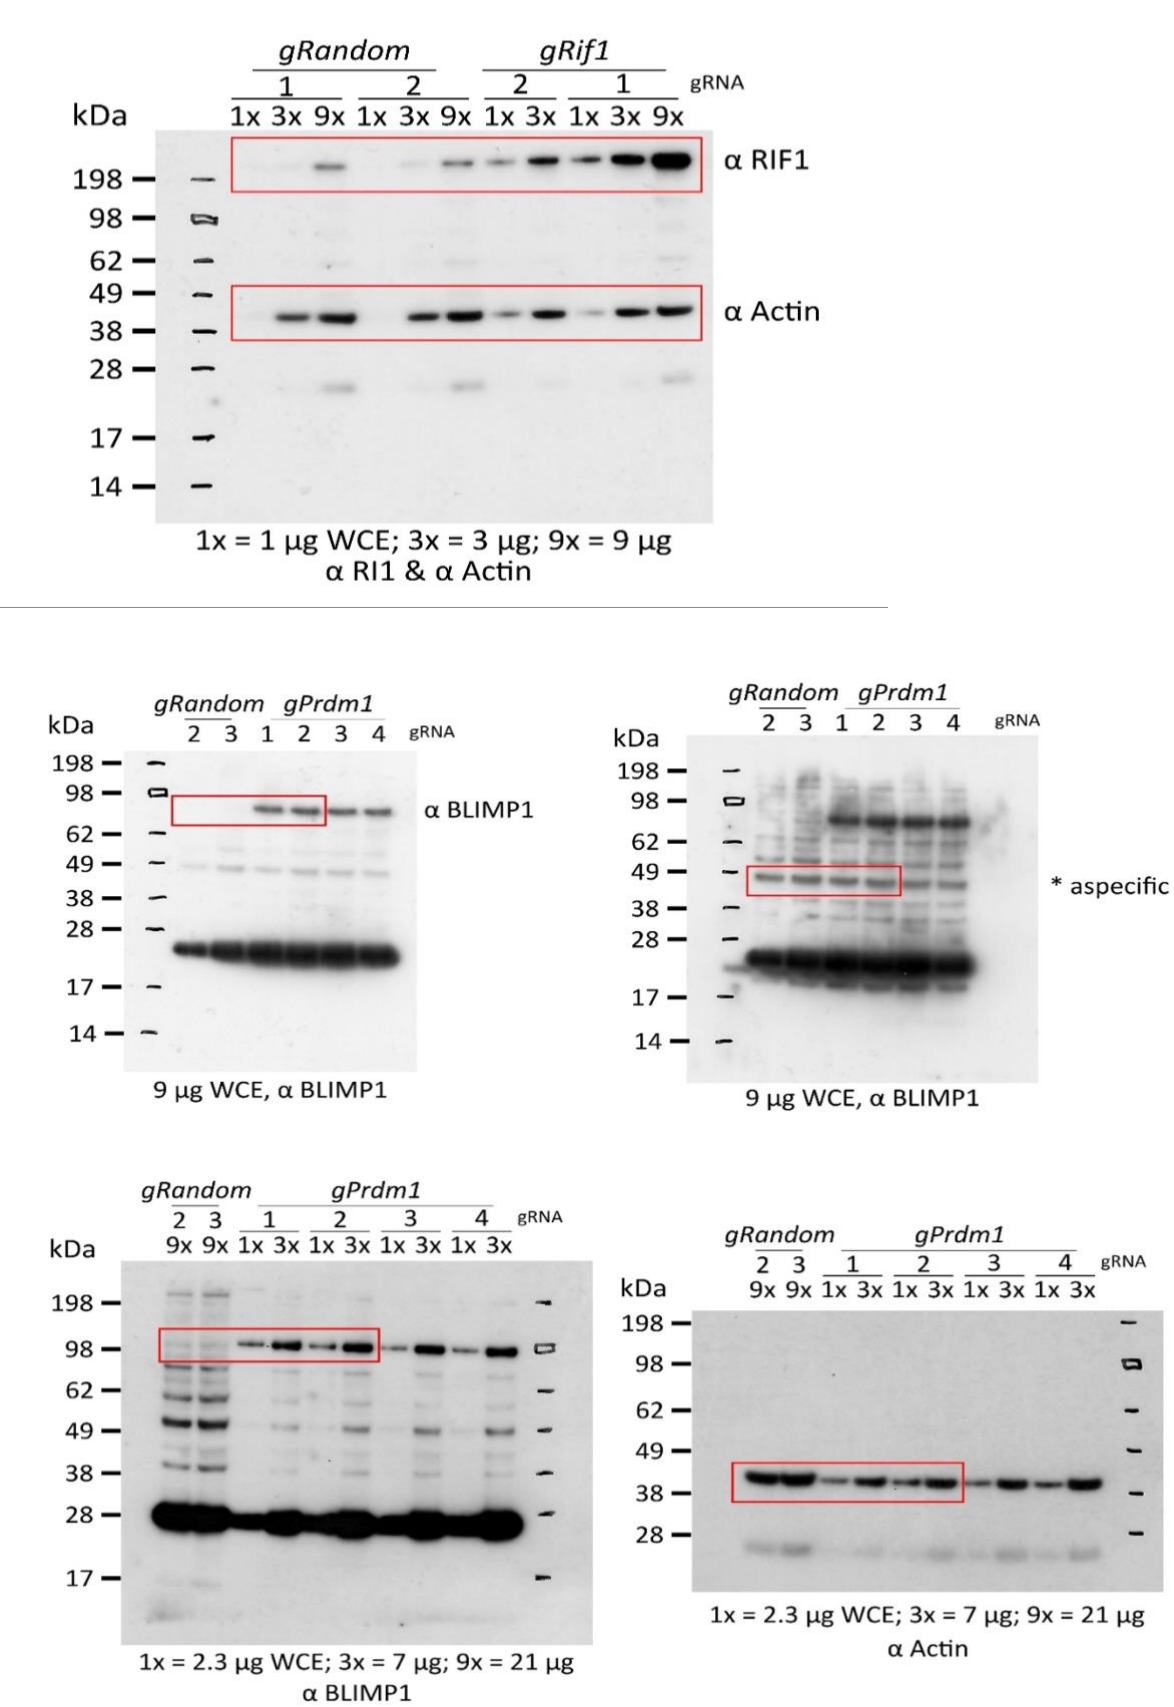 gRandom gRif1
1 2 2 1 gRNA
kDa 1x 3x 9x 1x 3x 9x 1x 3x 1x 3x 9x
α RIF1
198
98
62
49
α Actin
38
28
17
14
1x = 1 µg WCE; 3x = 3 µg; 9x = 9 µg
α RI1 & α Actin
gRandom gPrdm1
kDa 2 3 1 2 3 4 gRNA
198
98
α BLIMP1
62
49
38
28
17
14
9 µg WCE, α BLIMP1
gRandom gPrdm1
2 3 1 2 3 4 gRNA
kDa
198
98
62
49
* aspecific
38
28
17
14
9 µg WCE, α BLIMP1
gRandom gPrdm1
2 3 1 2 3 4 gRNA
kDa 9x 9x 1x 3x 1x 3x 1x 3x 1x 3x
198
98
62
49
38
28
17
1x = 2.3 µg WCE; 3x = 7 µg; 9x = 21 µg
α BLIMP1
gRandom gPrdm1
2 3 1 2 3 4 gRNA
kDa 9x 9x 1x 3x 1x 3x 1x 3x 1x 3x
198
98
62
49
38
28
1x = 2.3 µg WCE; 3x = 7 µg; 9x = 21 µg
α Actin